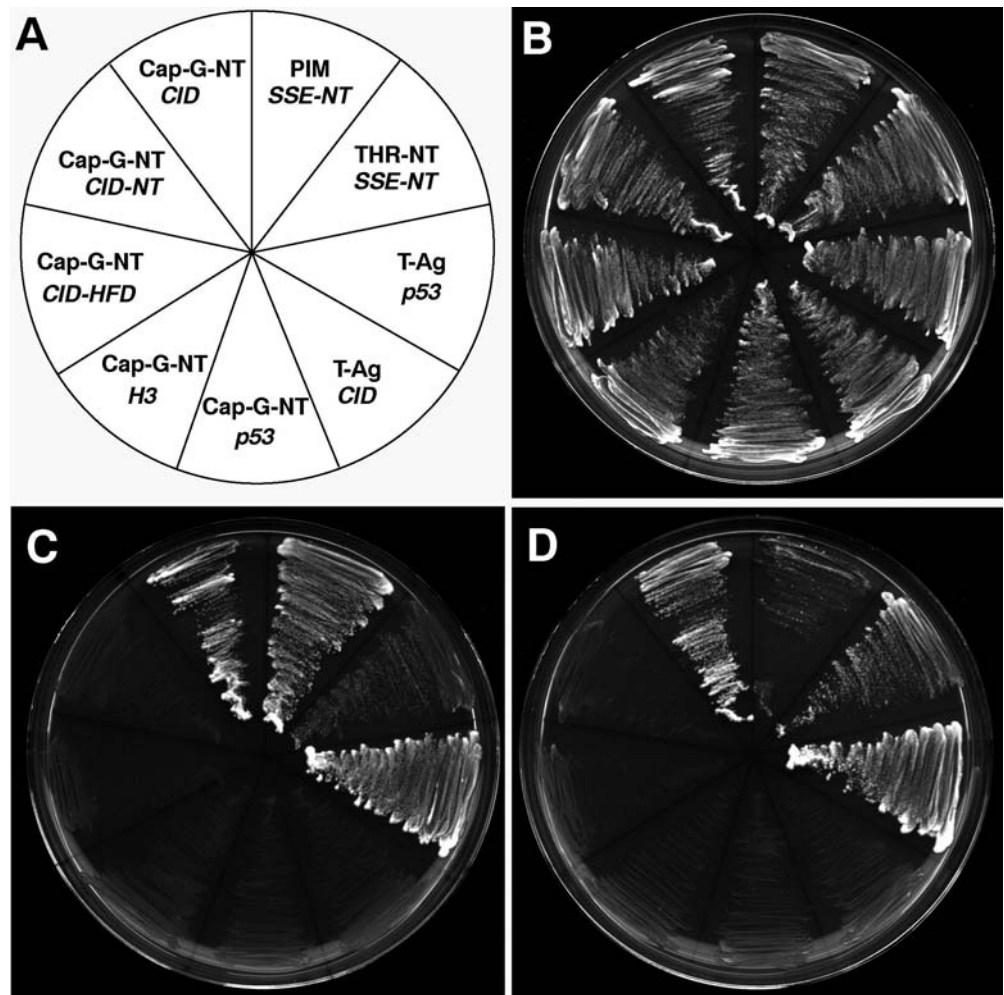 A
Cap-G-NT
CID
PIM
SSE-NT
Cap-G-NT
CID-NT
THR-NT
SSE-NT
Cap-G-NT
CID-HFD
T-Ag
p53
Cap-G-NT
H3
Cap-G-NT
p53
T-Ag
CID
B
C
D